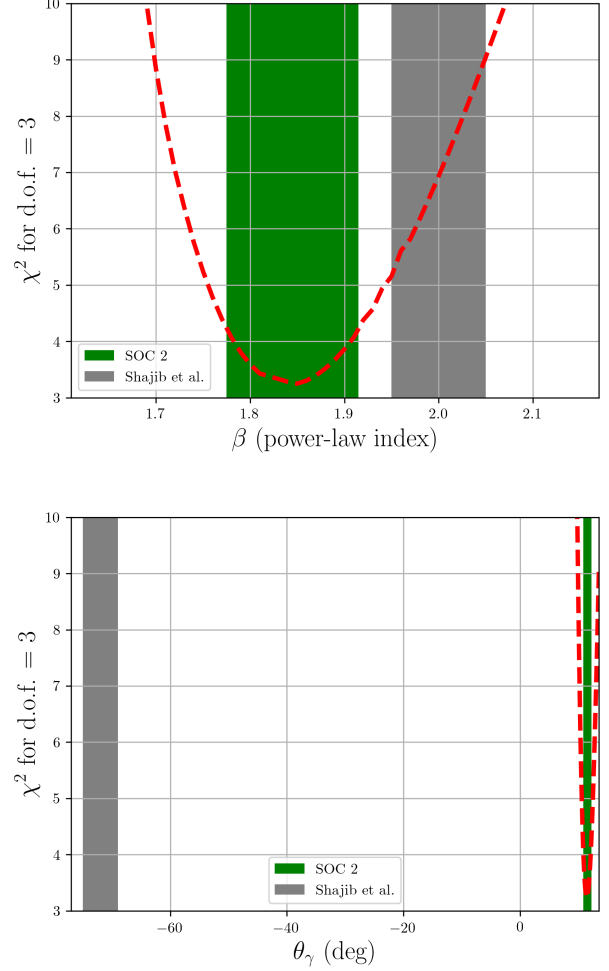 10
9
8
7
6
5
4
3
χ² for d.o.f. = 3
SOC 2
Shajib et al.
1.7 1.8 1.9 2.0 2.1
β (power-law index)
10
9
8
7
6
5
4
3
χ² for d.o.f. = 3
SOC 2
Shajib et al.
−60 −40 −20 0
θγ (deg)